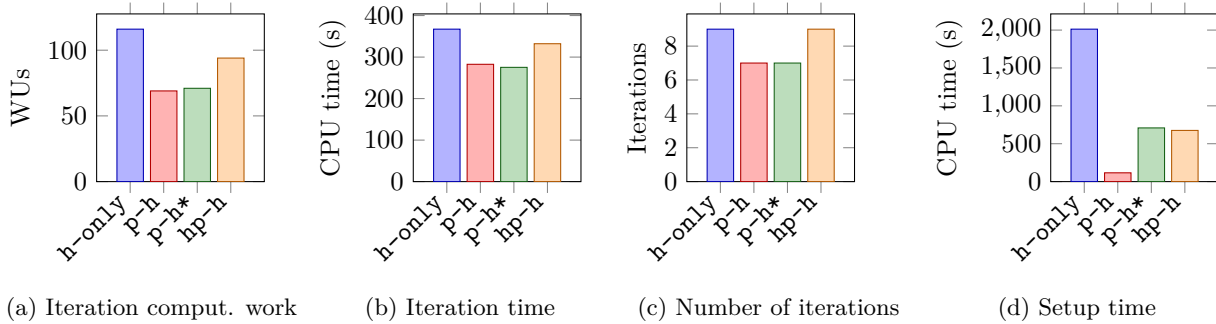 100
50
0
WUs
h-only
p-h
p-h*
hp-h
(a) Iteration comput. work
400
300
200
100
0
CPU time (s)
h-only
p-h
p-h*
hp-h
(b) Iteration time
8
6
4
2
0
Iterations
h-only
p-h
p-h*
hp-h
(c) Number of iterations
2,000
1,500
1,000
500
0
CPU time (s)
h-only
p-h
p-h*
hp-h
(d) Setup time